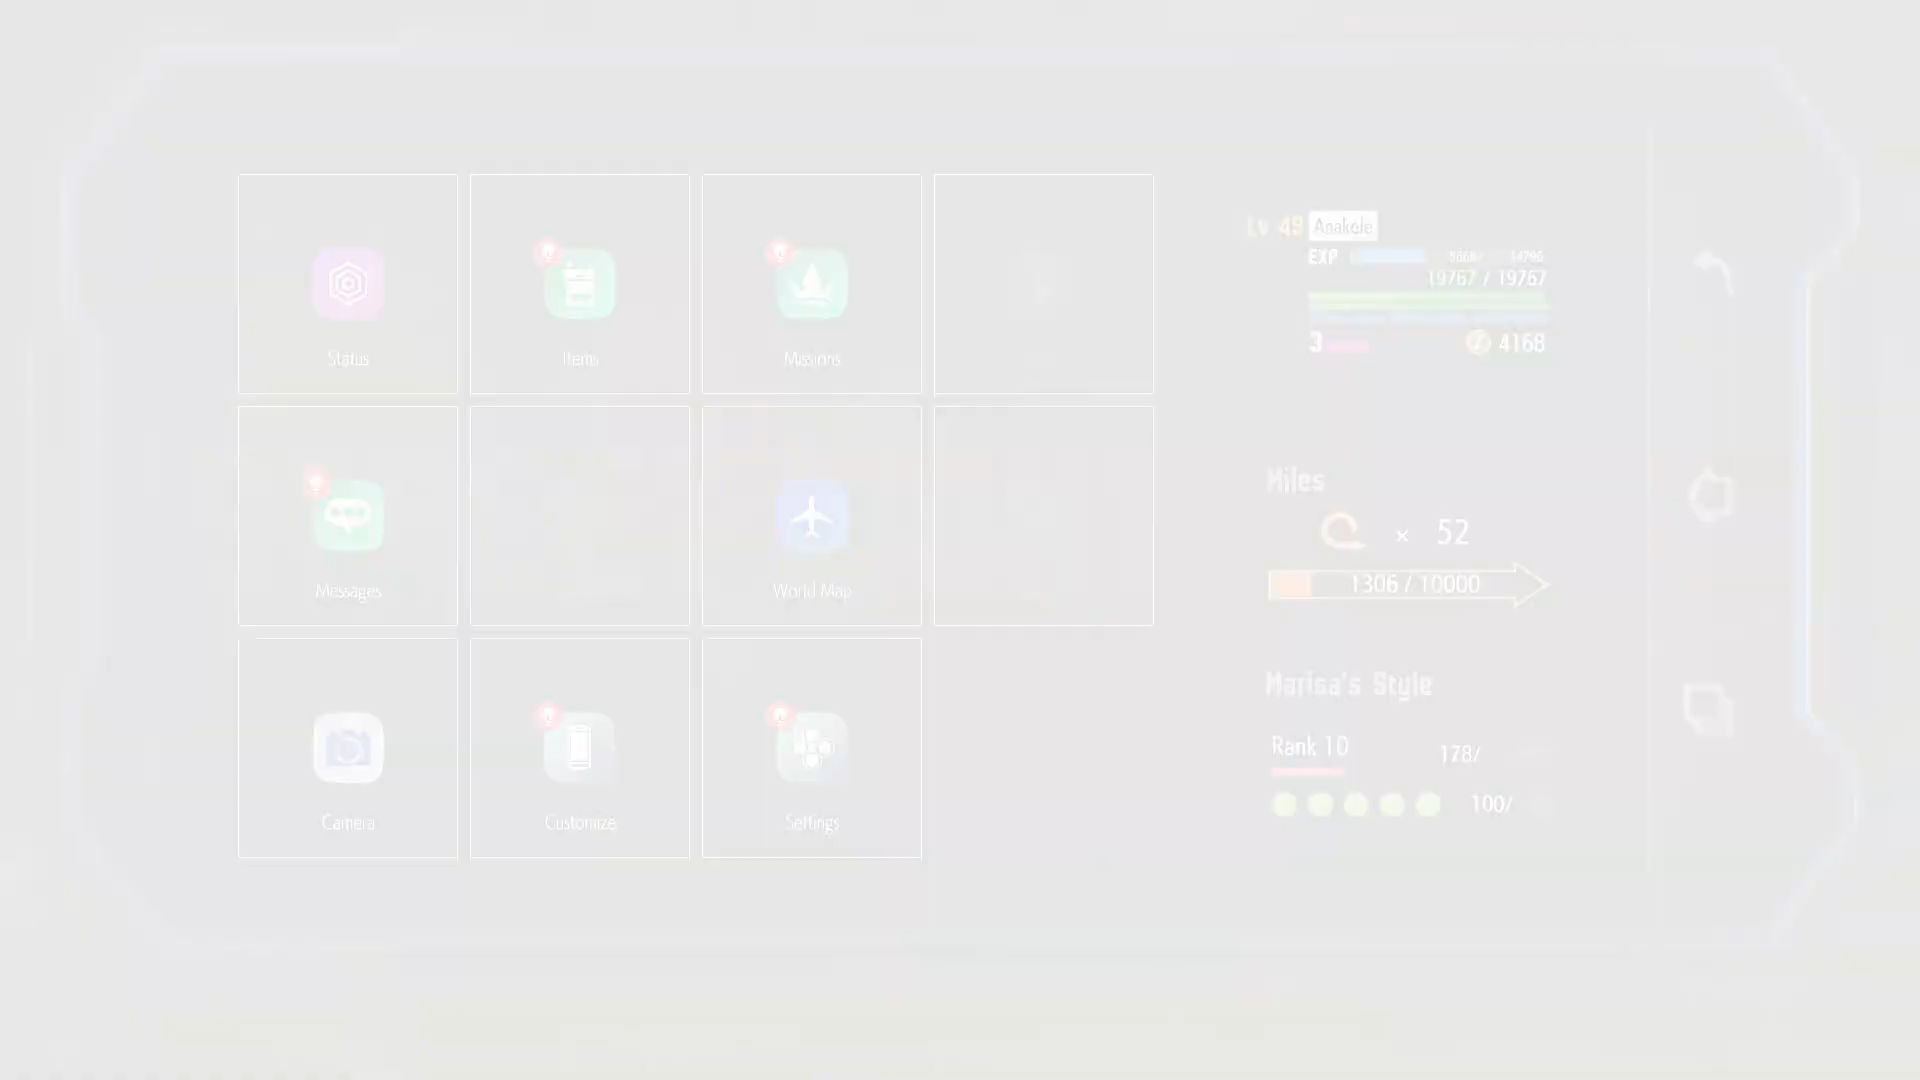 Status
Items
Missions
Messages
World Map
Camera
Customize
Settings
Lv 49 Anakele
EXP
19767 / 19767
3
4168
Miles
× 52
1306 / 10000
Marisa's Style
Rank 10 178/
100/